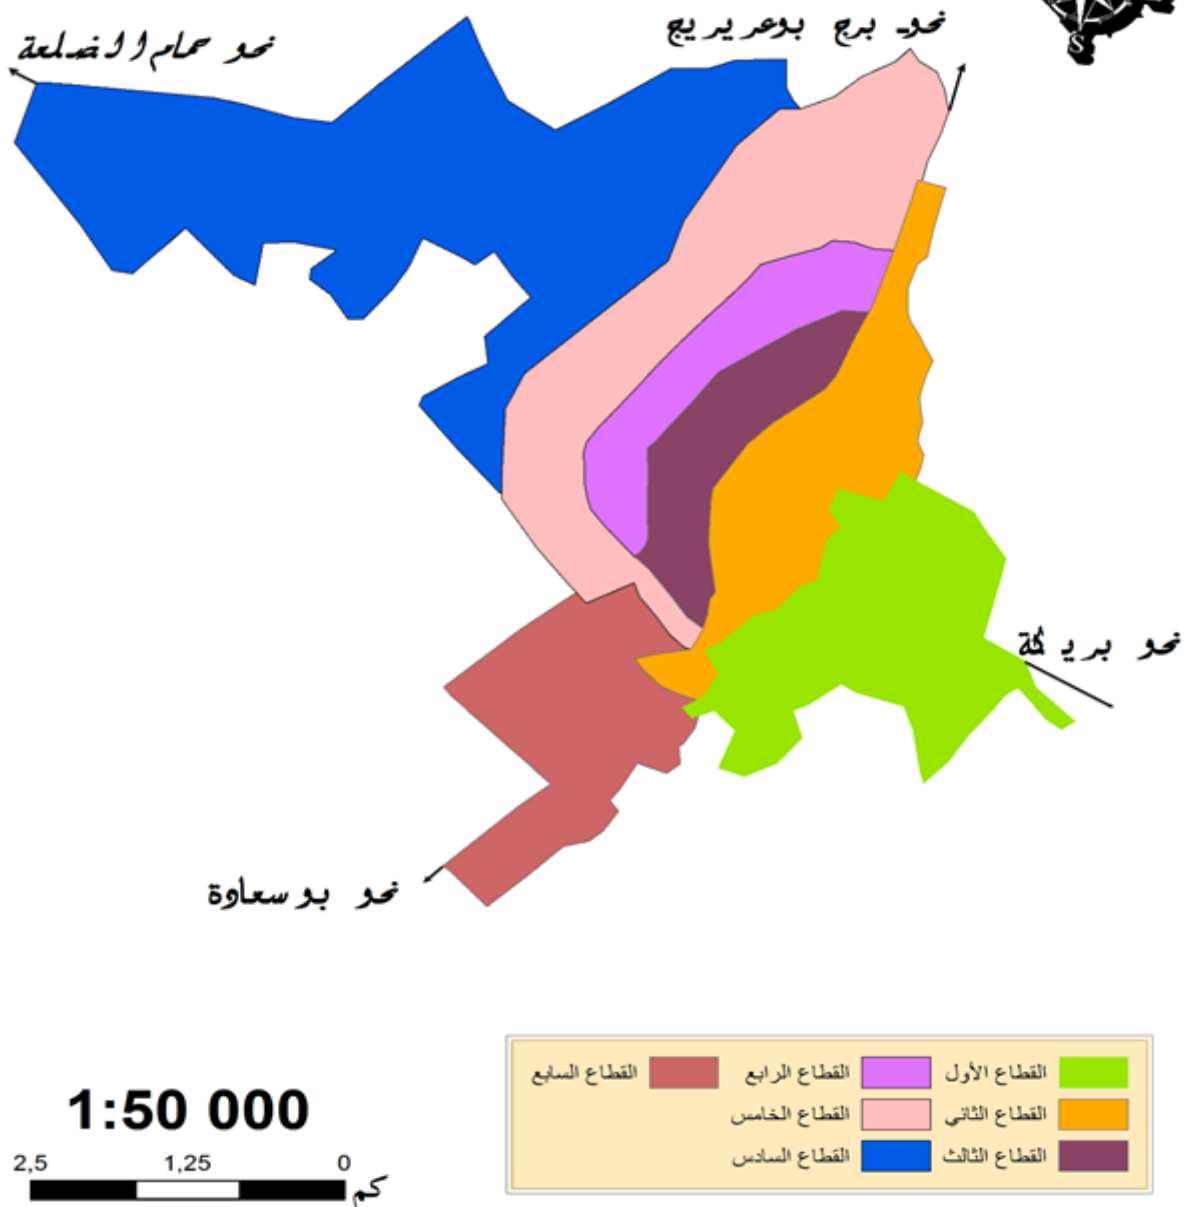 نحو برج بوعريريج
نحو حمام الضلعة
S
نحو بريكة
نحو بوسعادة
القطاع الأول
القطاع الرابع
القطاع السابع
القطاع الثاني
القطاع الخامس
القطاع الثالث
القطاع السادس
1:50 000
2,5 1,25 0
كم